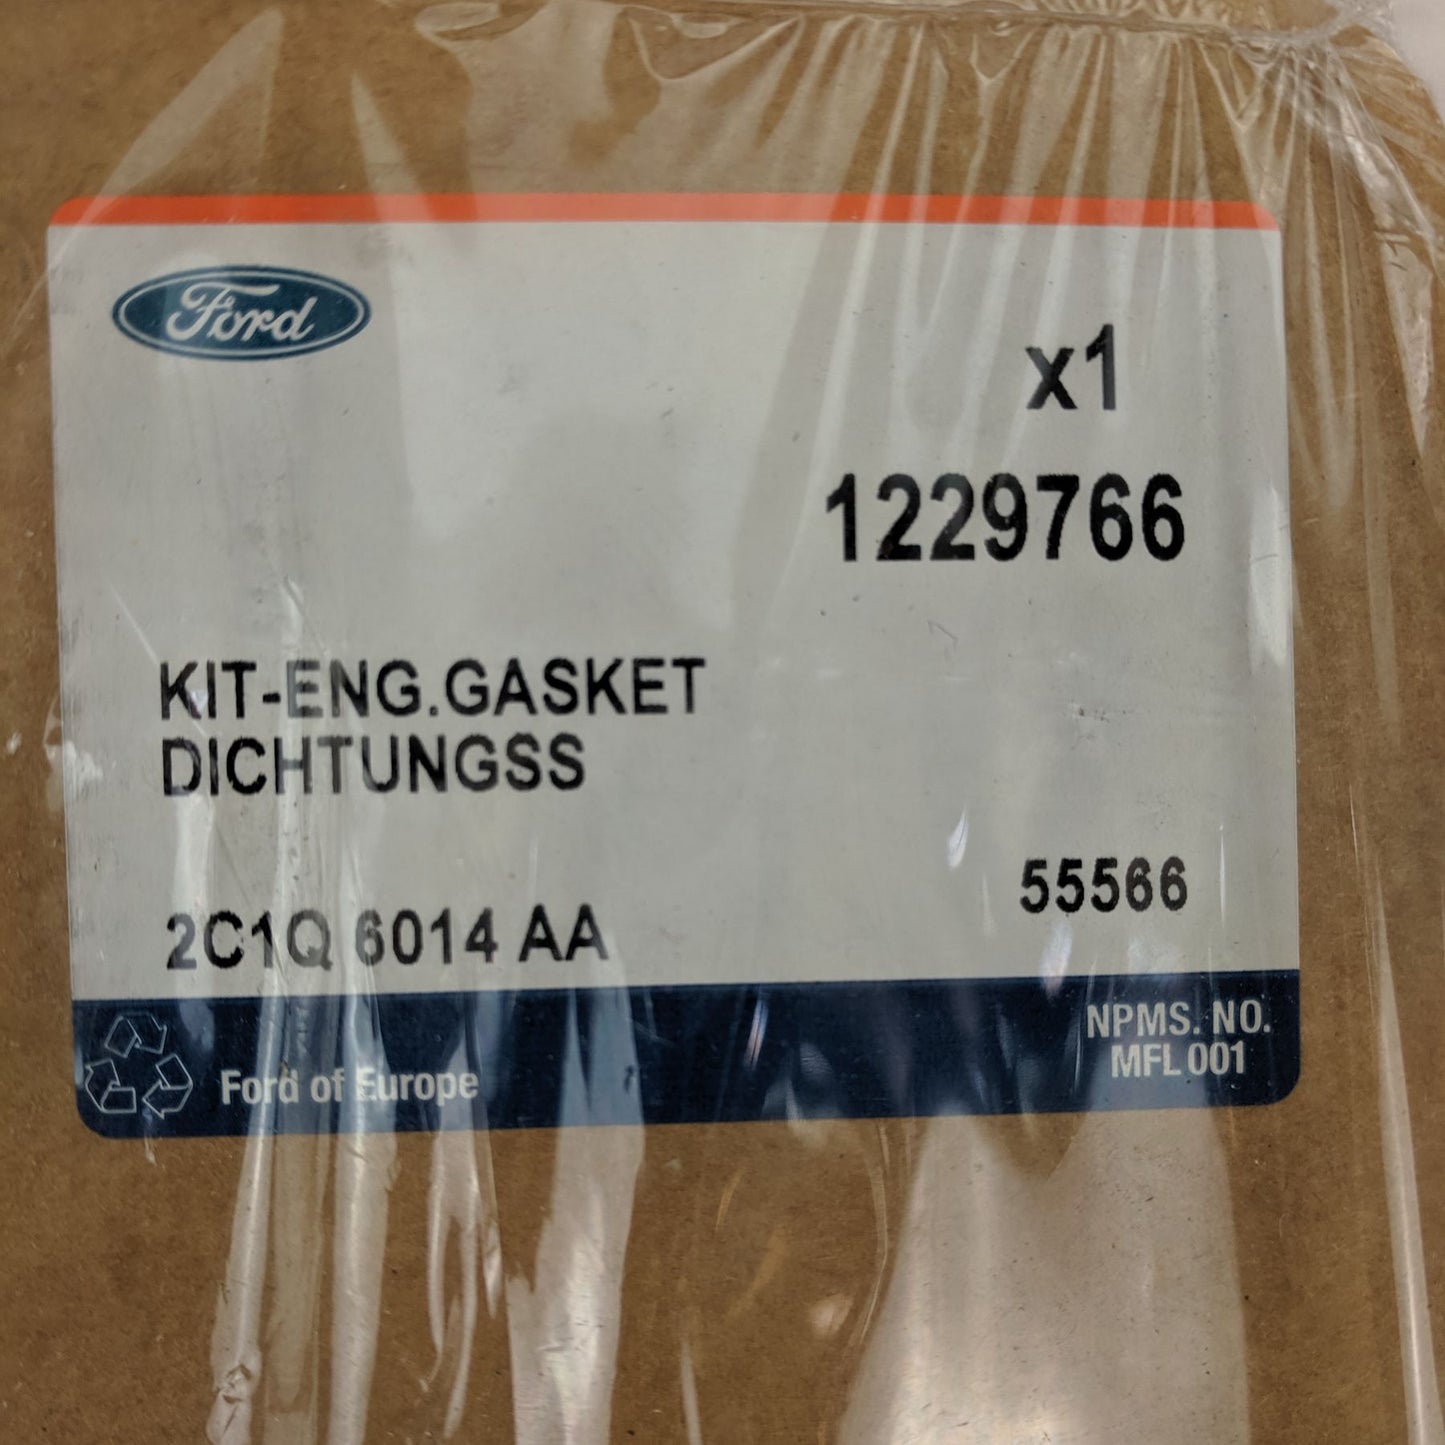 Ford
x1
1229766
KIT-ENG.GASKET
DICHTUNGSS
55566
2C1Q 6014 AA
NPMS. NO.
MFL 001
Ford of Europe